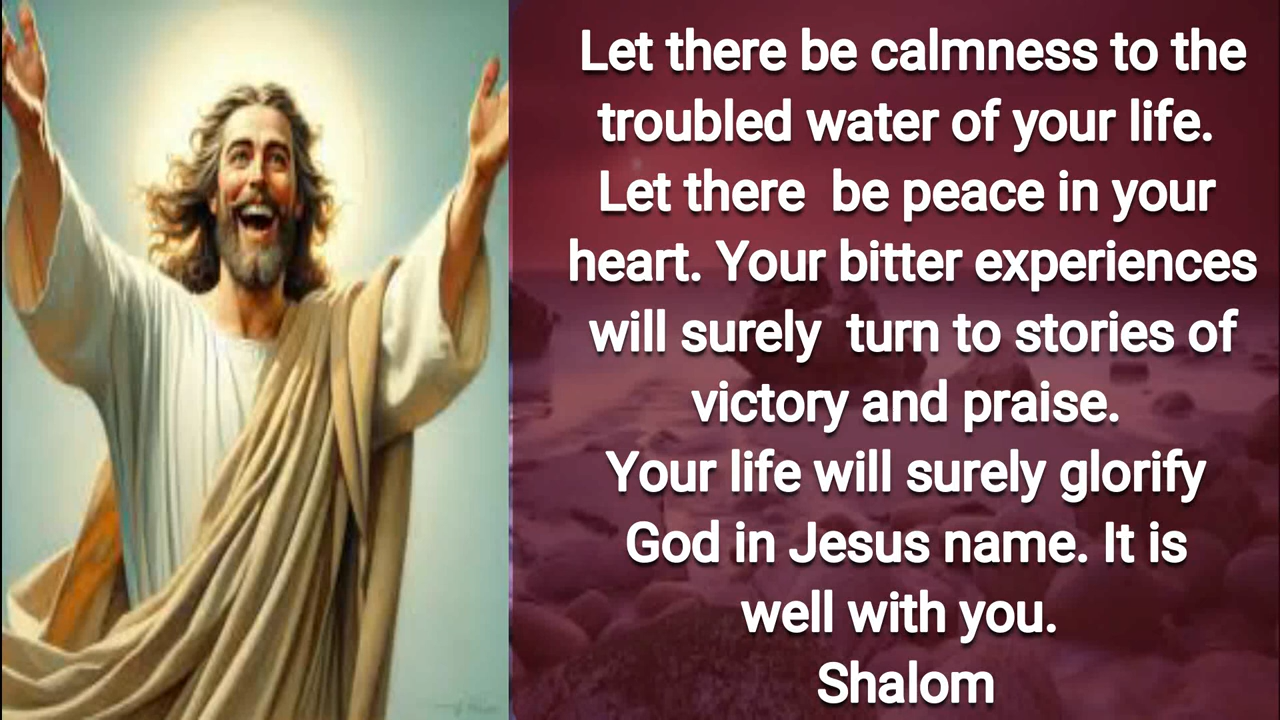 Let there be calmness to the
troubled water of your life.
Let there  be peace in your
heart. Your bitter experiences
will surely  turn to stories of
victory and praise.
Your life will surely glorify
God in Jesus name. It is
well with you.
Shalom